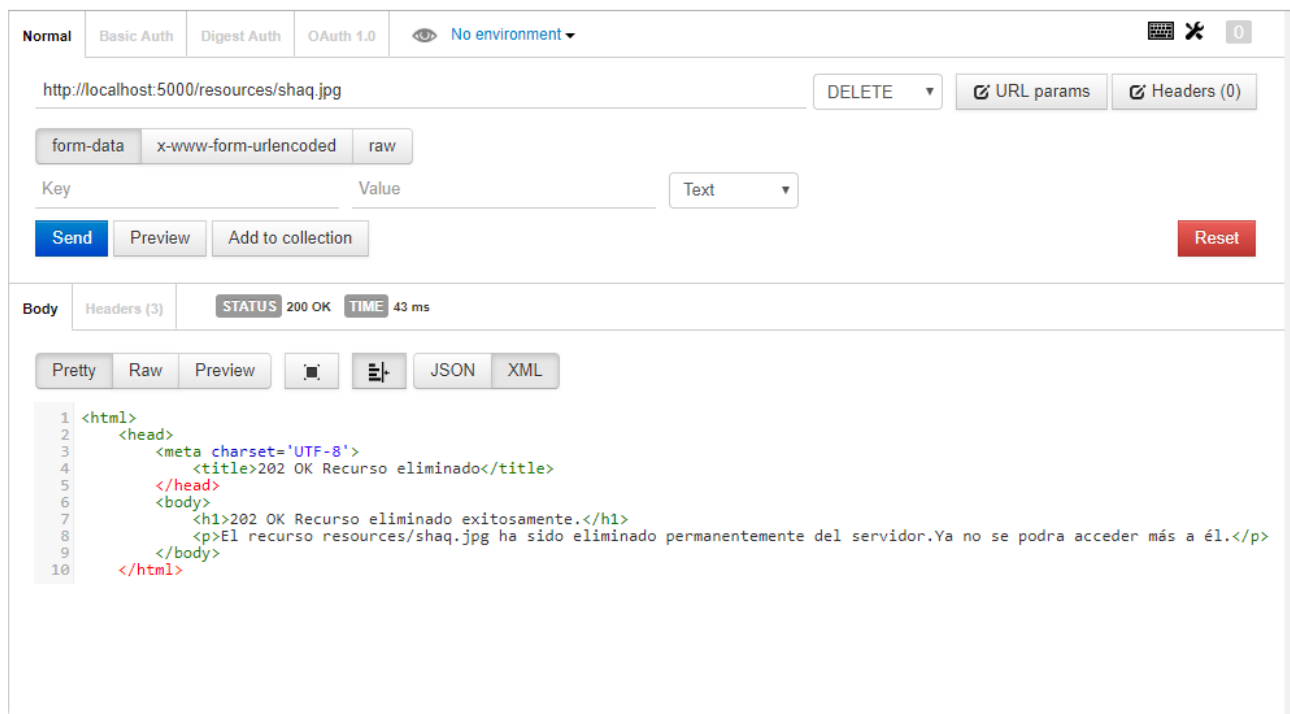 Normal Basic Auth Digest Auth OAuth 1.0 No environment 0
http://localhost:5000/resources/shaq.jpg DELETE URL params Headers (0)
form-data x-www-form-urlencoded raw
Key Value Text
Send Preview Add to collection Reset
Body Headers (3) STATUS 200 OK TIME 43 ms
Pretty Raw Preview JSON XML
1 <html>
2 <head>
3 <meta charset='UTF-8'>
4 <title>202 OK Recurso eliminado</title>
5 </head>
6 <body>
7 <h1>202 OK Recurso eliminado exitosamente.</h1>
8 <p>El recurso resources/shaq.jpg ha sido eliminado permanentemente del servidor.Ya no se podra acceder más a él.</p>
9 </body>
10 </html>